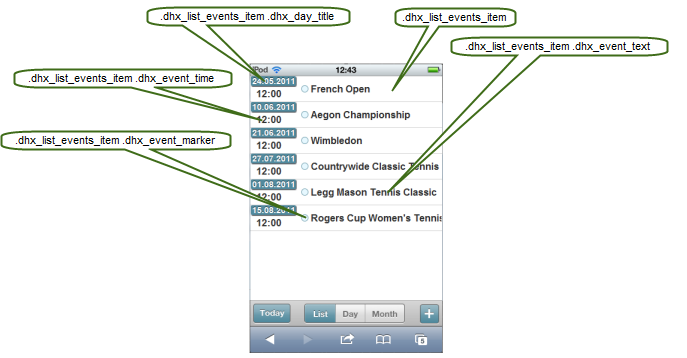 .dhx_list_events_item .dhx_day_title
.dhx_list_events_item
.dhx_list_events_item .dhx_event_text
.dhx_list_events_item .dhx_event_time
.dhx_list_events_item .dhx_event_marker
iPod 12:43
24.05.2011
12:00 French Open
10.06.2011
12:00 Aegon Championship
21.06.2011
12:00 Wimbledon
27.07.2011
12:00 Countrywide Classic Tennis
01.08.2011
12:00 Legg Mason Tennis Classic
15.08.2011
12:00 Rogers Cup Women's Tennis
Today List Day Month +
5